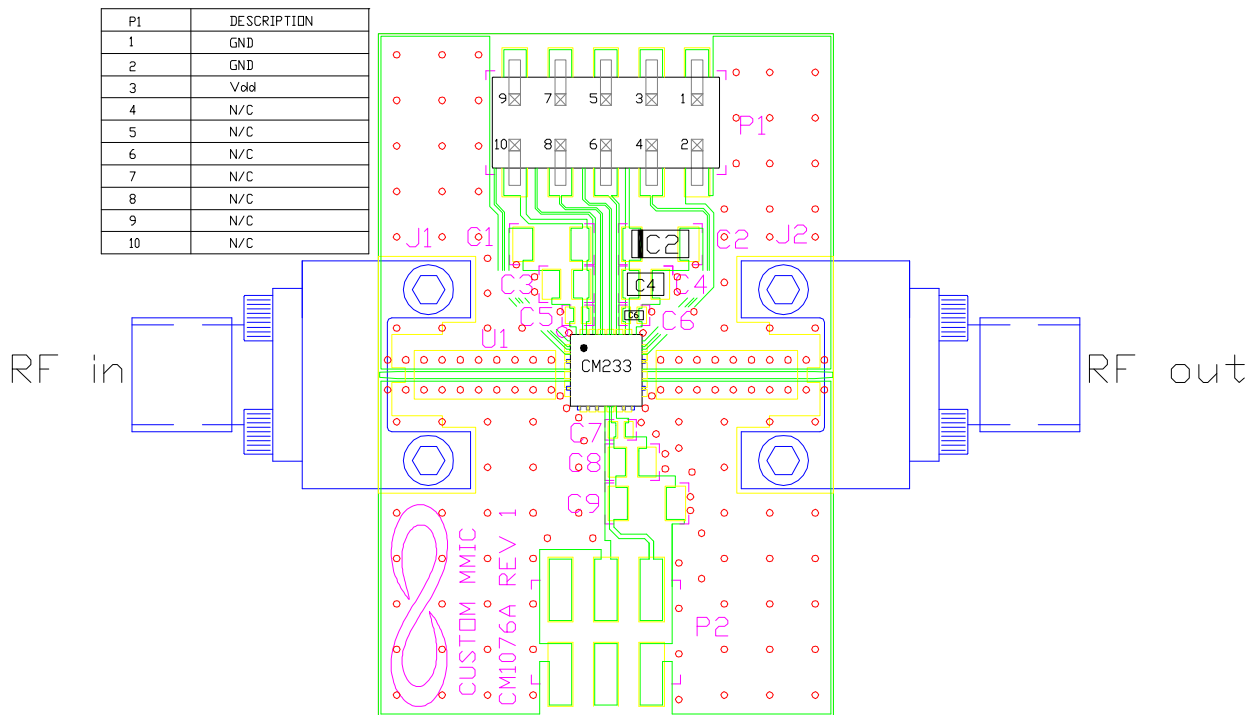 P1 DESCRIPTION
1 GND
2 GND
3 Vdd
4 N/C
5 N/C
6 N/C
7 N/C
8 N/C
9 N/C
10 N/C
9 7 5 3 1
P1
10 8 6 4 2
J1 C1 C2 C2 J2
C3 C4 C4
C5 C6 C6
U1
CM233
RF in
RF out
C7
C8
C9
CUSTOM MMIC
CM1076A REV 1
P2